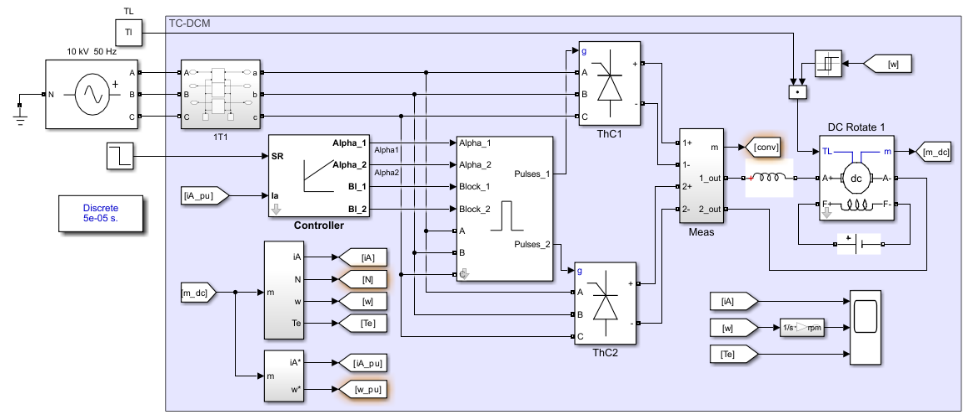 TL
Tl
TC-DCM
10 kV 50 Hz
N
A
B
C
A
B
C
a
b
c
1T1
g
A
B
C
+
-
ThC1
[w]
DC Rotate 1
TL
m
dc
A+
A-
F+
F-
[m_dc]
SR
Ia
Alpha_1
Alpha_2
Bl_1
Bl_2
Controller
Alpha1
Alpha2
[iA_pu]
Alpha_1
Alpha_2
Block_1
Block_2
A
B
Pulses_1
Pulses_2
1+
1-
2+
2-
m
1_out
2_out
Meas
[conv]
+
+
Discrete
5e-05 s.
[m_dc]
m
iA
N
w
Te
[iA]
[N]
[w]
[Te]
m
iA*
w*
[iA_pu]
[w_pu]
g
A
B
C
+
-
ThC2
[iA]
[w]
1/s
rpm
[Te]